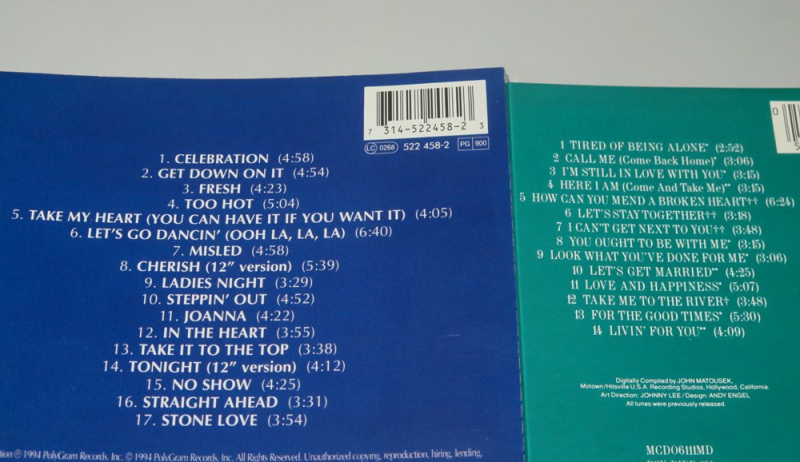 7 314-522458-2 3
LC 0268 522 458-2 PG 900
1. CELEBRATION (4:58)
2. GET DOWN ON IT (4:54)
3. FRESH (4:23)
4. TOO HOT (5:04)
5. TAKE MY HEART (YOU CAN HAVE IT IF YOU WANT IT) (4:05)
6. LET'S GO DANCIN' (OOH LA, LA, LA) (6:40)
7. MISLED (4:58)
8. CHERISH (12" version) (5:39)
9. LADIES NIGHT (3:29)
10. STEPPIN' OUT (4:52)
11. JOANNA (4:22)
12. IN THE HEART (3:55)
13. TAKE IT TO THE TOP (3:38)
14. TONIGHT (12" version) (4:12)
15. NO SHOW (4:25)
16. STRAIGHT AHEAD (3:31)
17. STONE LOVE (3:54)
℗ 1994 PolyGram Records, Inc. © 1994 PolyGram Records, Inc. All Rights Reserved. Unauthorized copying, reproduction, hiring, lending,
0
1 TIRED OF BEING ALONE* (2:52)
2 CALL ME (Come Back Home)* (3:06)
3 I'M STILL IN LOVE WITH YOU* (3:15)
4 HERE I AM (Come And Take Me)** (3:15)
5 HOW CAN YOU MEND A BROKEN HEART†† (6:24)
6 LET'S STAY TOGETHER†† (3:18)
7 I CAN'T GET NEXT TO YOU†† (3:48)
8 YOU OUGHT TO BE WITH ME* (3:15)
9 LOOK WHAT YOU'VE DONE FOR ME* (3:06)
10 LET'S GET MARRIED** (4:25)
11 LOVE AND HAPPINESS* (5:07)
12 TAKE ME TO THE RIVER† (3:48)
13 FOR THE GOOD TIMES* (5:30)
14 LIVIN' FOR YOU** (4:09)
Digitally Compiled by JOHN MATOUSEK,
Motown/Hitsville U.S.A. Recording Studios, Hollywood, California.
Art Direction: JOHNNY LEE / Design: ANDY ENGEL
All tunes were previously released.
MCD06111MD